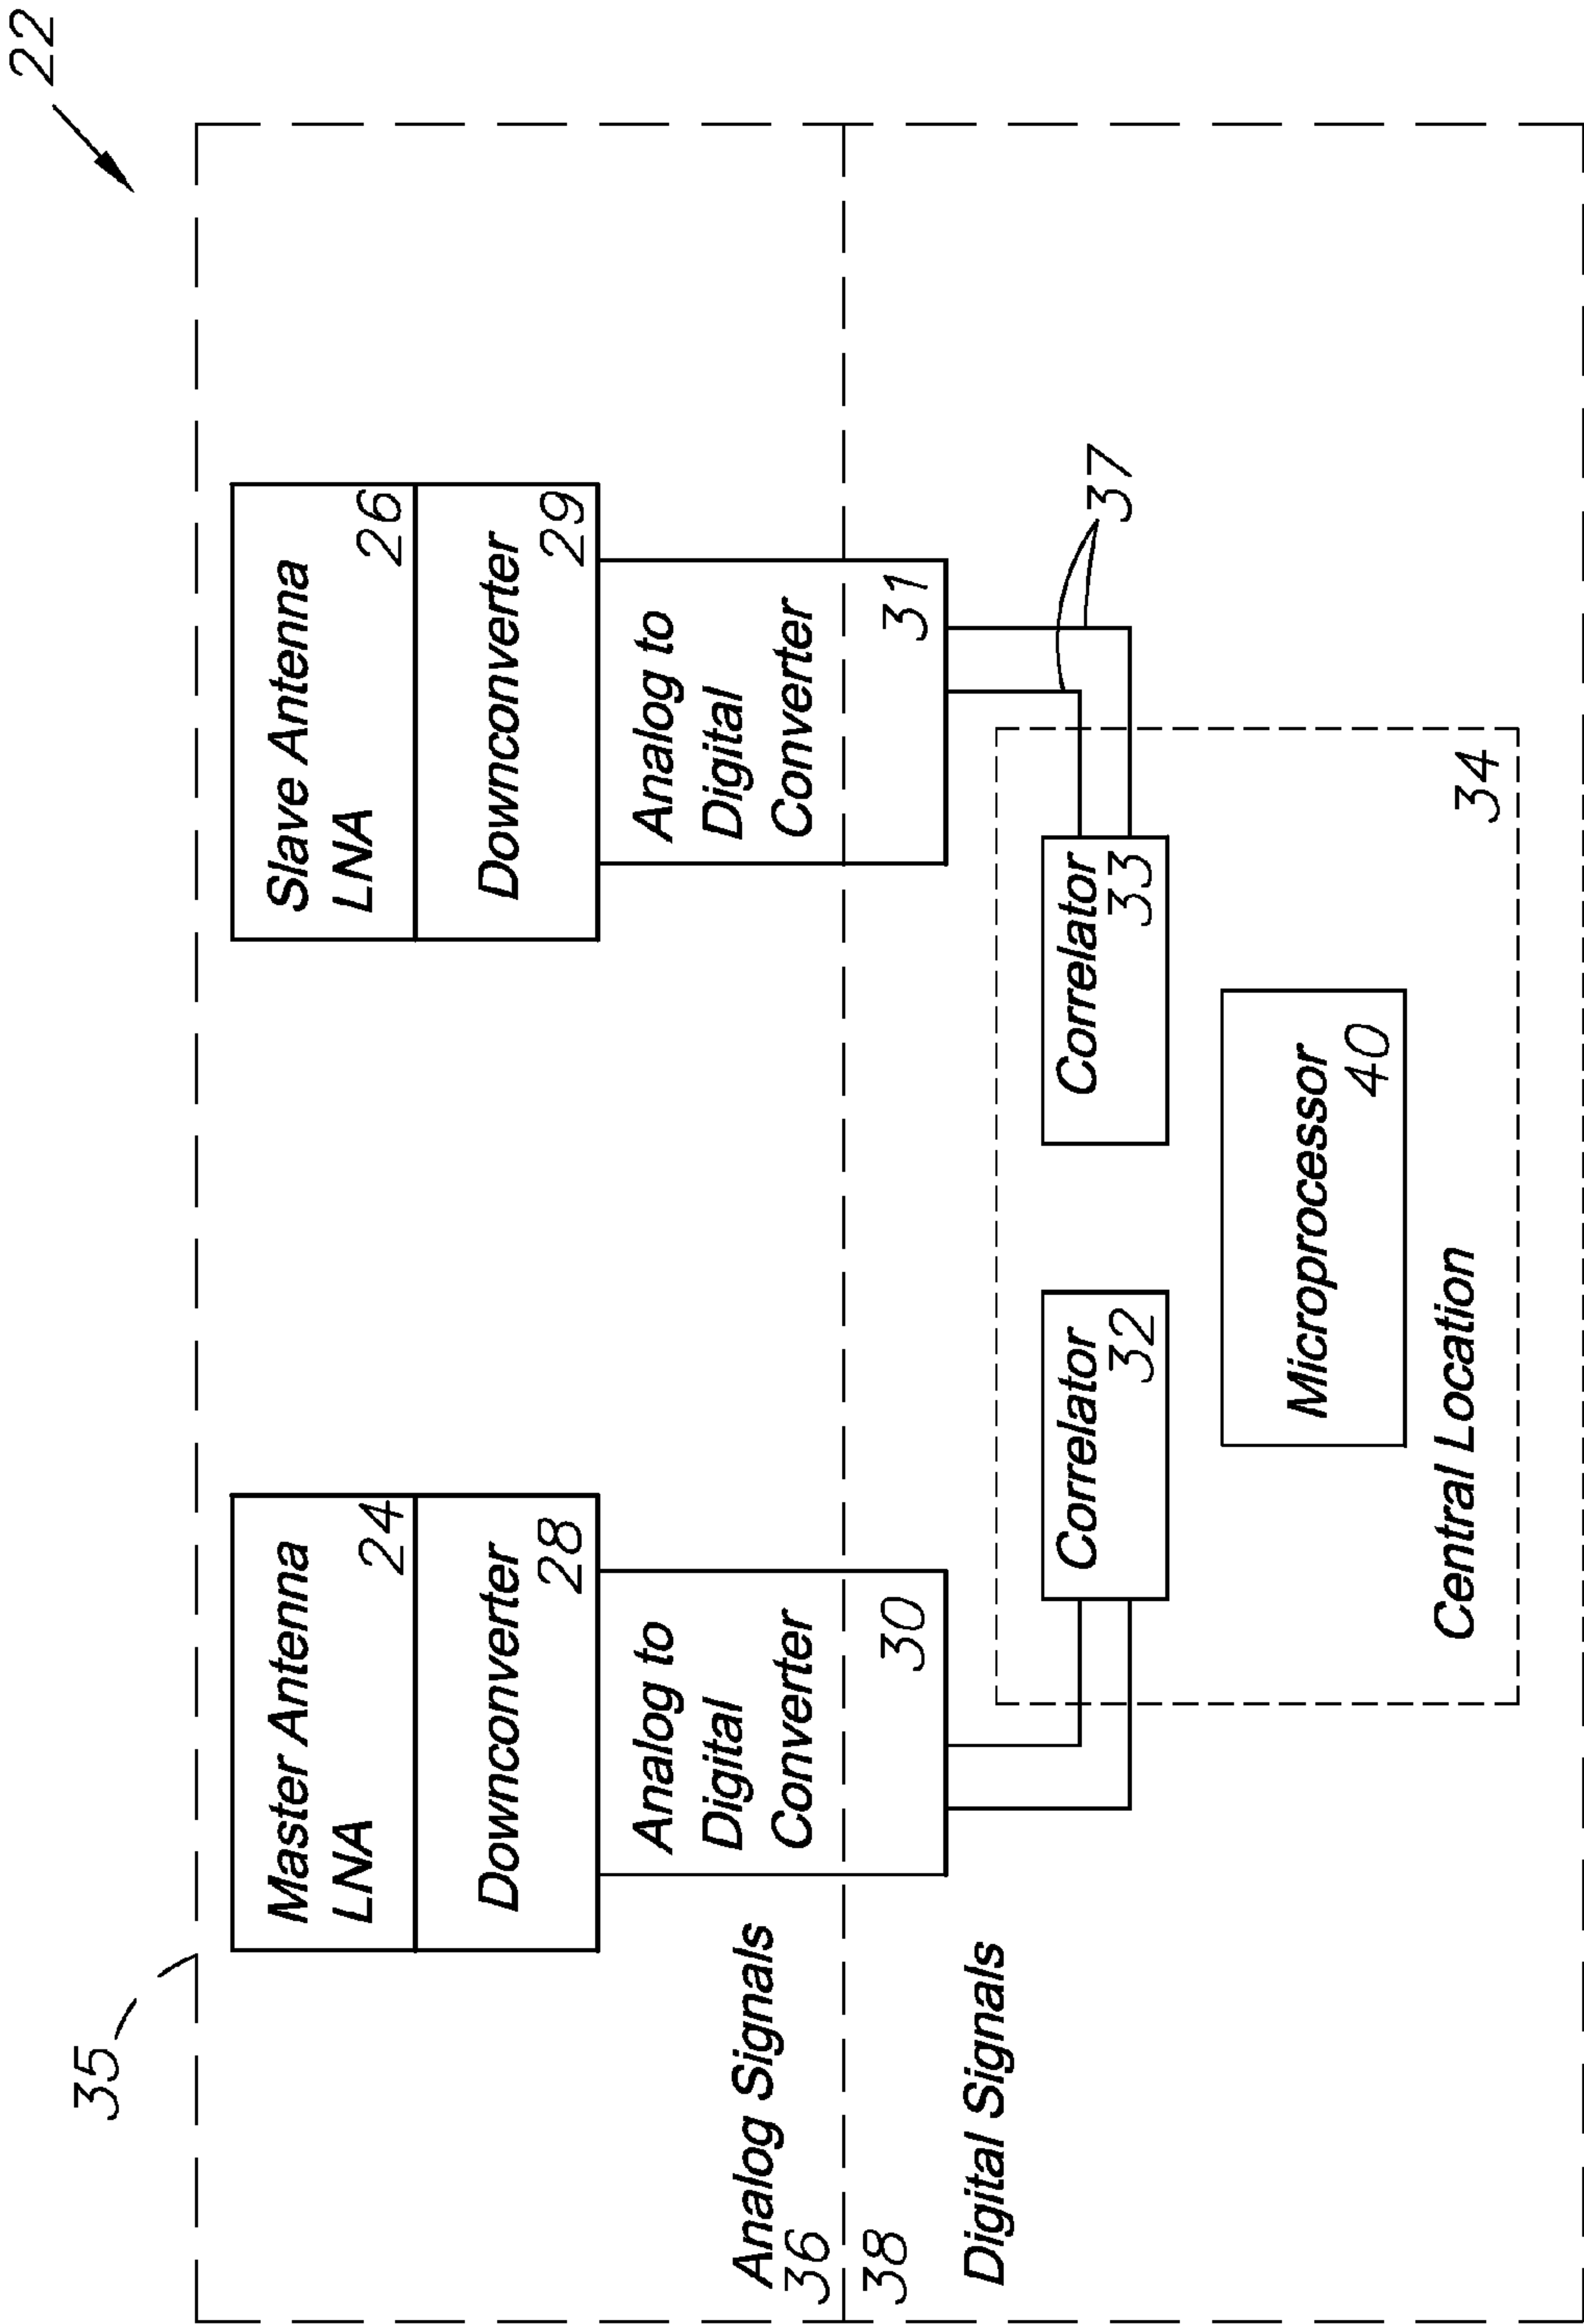 22
35
Master Antenna
LNA
24
Downconverter
28
Analog to
Digital
Converter
30
Slave Antenna
LNA
26
Downconverter
29
Analog to
Digital
Converter
31
Analog Signals
36
38
Digital Signals
37
Correlator
32
Correlator
33
Microprocessor
40
Central Location
34